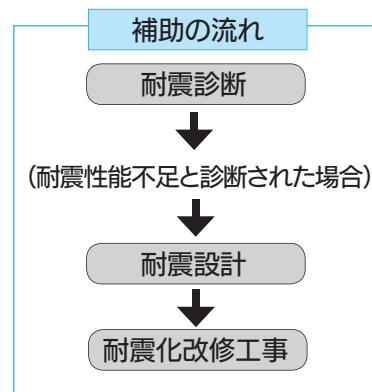 補助の流れ
耐震診断
(耐震性能不足と診断された場合)
耐震設計
耐震化改修工事